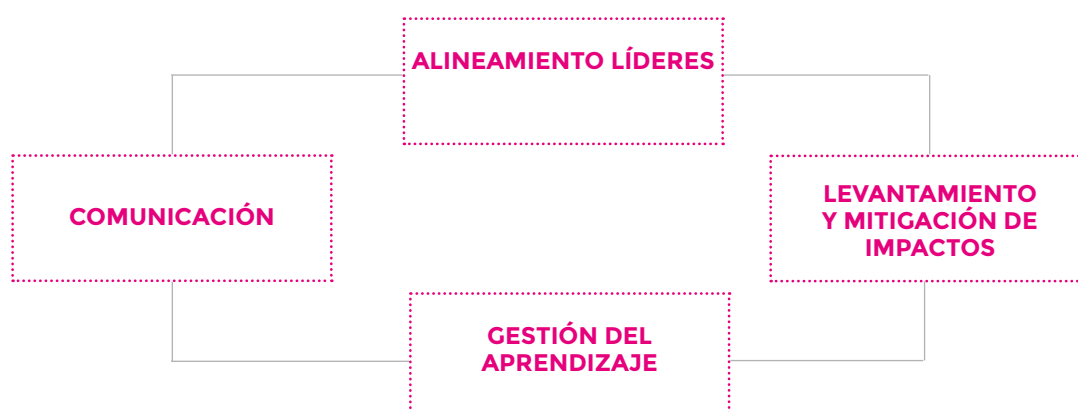 ALINEAMIENTO LÍDERES
COMUNICACIÓN
LEVANTAMIENTO
Y MITIGACIÓN DE
IMPACTOS
GESTIÓN DEL
APRENDIZAJE